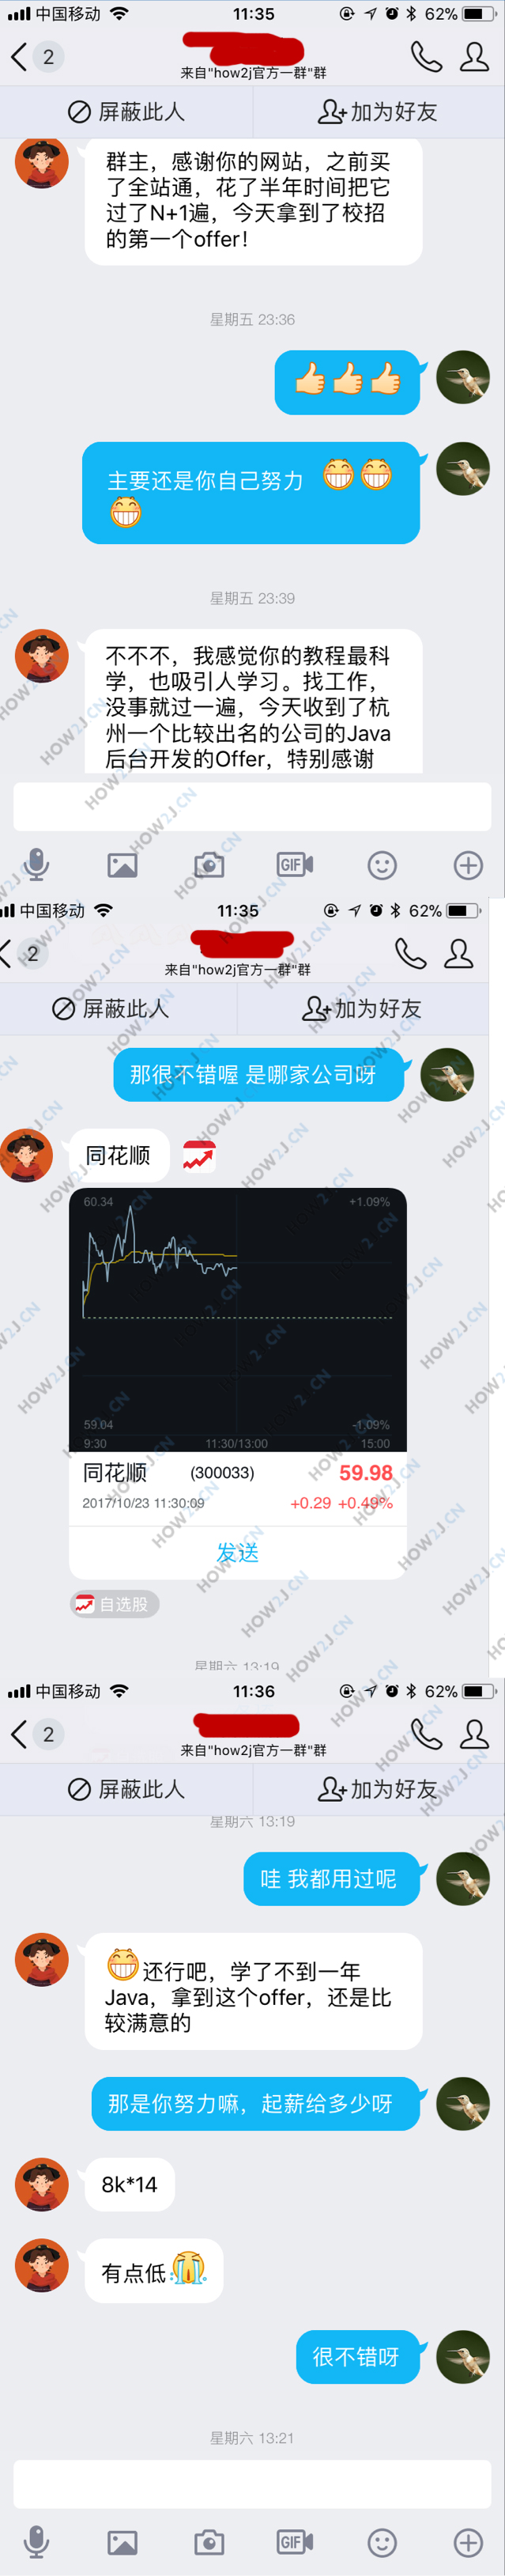 中国移动 11:35 62%
2
来自"how2j官方一群"群
屏蔽此人 加为好友
群主，感谢你的网站，之前买
了全站通，花了半年时间把它
过了N+1遍，今天拿到了校招
的第一个offer！
星期五 23:36
主要还是你自己努力
星期五 23:39
不不不，我感觉你的教程最科
学，也吸引人学习。找工作，
没事就过一遍，今天收到了杭
州一个比较出名的公司的Java
后台开发的Offer，特别感谢
GIF
中国移动 11:35 62%
2
来自"how2j官方一群"群
屏蔽此人 加为好友
那很不错喔 是哪家公司呀
同花顺
60.34 +1.09%
59.04 -1.09%
9:30 11:30/13:00 15:00
同花顺 (300033) 59.98
2017/10/23 11:30:09 +0.29 +0.49%
发送
自选股
星期六 13:19
中国移动 11:36 62%
2
来自"how2j官方一群"群
屏蔽此人 加为好友
星期六 13:19
哇 我都用过呢
还行吧，学了不到一年
Java，拿到这个offer，还是比
较满意的
那是你努力嘛，起薪给多少呀
8k*14
有点低
很不错呀
星期六 13:21
GIF
HOW2J.CN